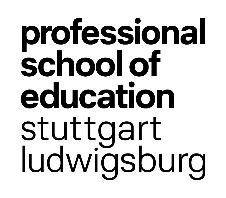 professional
school of
education
stuttgart
ludwigsburg